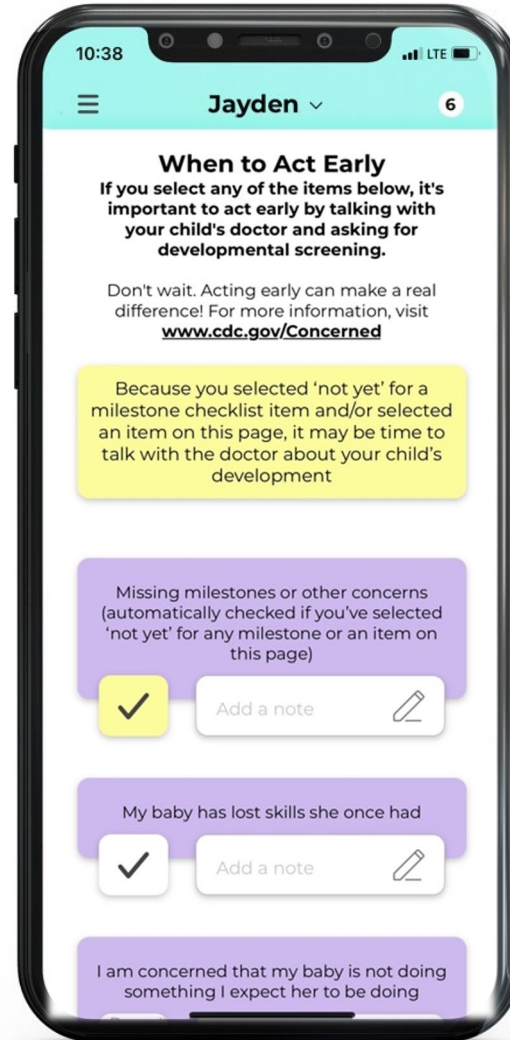 10:38
LTE
Jayden
6
When to Act Early
If you select any of the items below, it's
important to act early by talking with
your child's doctor and asking for
developmental screening.
Don't wait. Acting early can make a real
difference! For more information, visit
www.cdc.gov/Concerned
Because you selected ‘not yet’ for a
milestone checklist item and/or selected
an item on this page, it may be time to
talk with the doctor about your child’s
development
Missing milestones or other concerns
(automatically checked if you’ve selected
‘not yet’ for any milestone or an item on
this page)
Add a note
My baby has lost skills she once had
Add a note
I am concerned that my baby is not doing
something I expect her to be doing